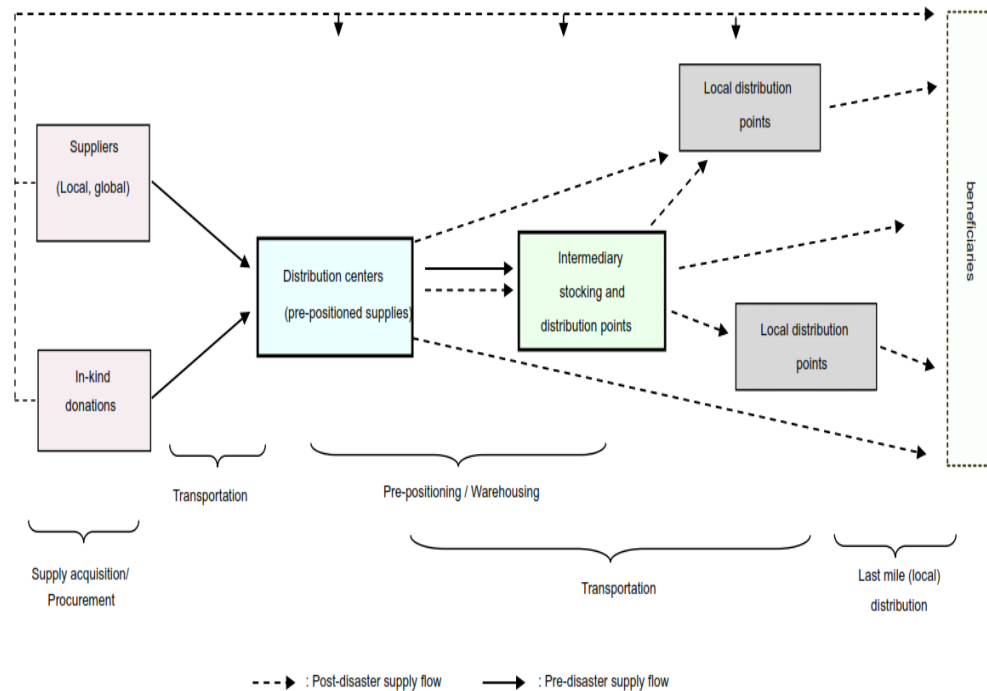 Local distribution
points
Suppliers
(Local, global)
beneficiaries
Distribution centers
(pre-positioned supplies)
Intermediary
stocking and
distribution points
Local distribution
points
In-kind
donations
Transportation
Pre-positioning / Warehousing
Supply acquisition/
Procurement
Transportation
Last mile (local)
distribution
: Post-disaster supply flow
: Pre-disaster supply flow